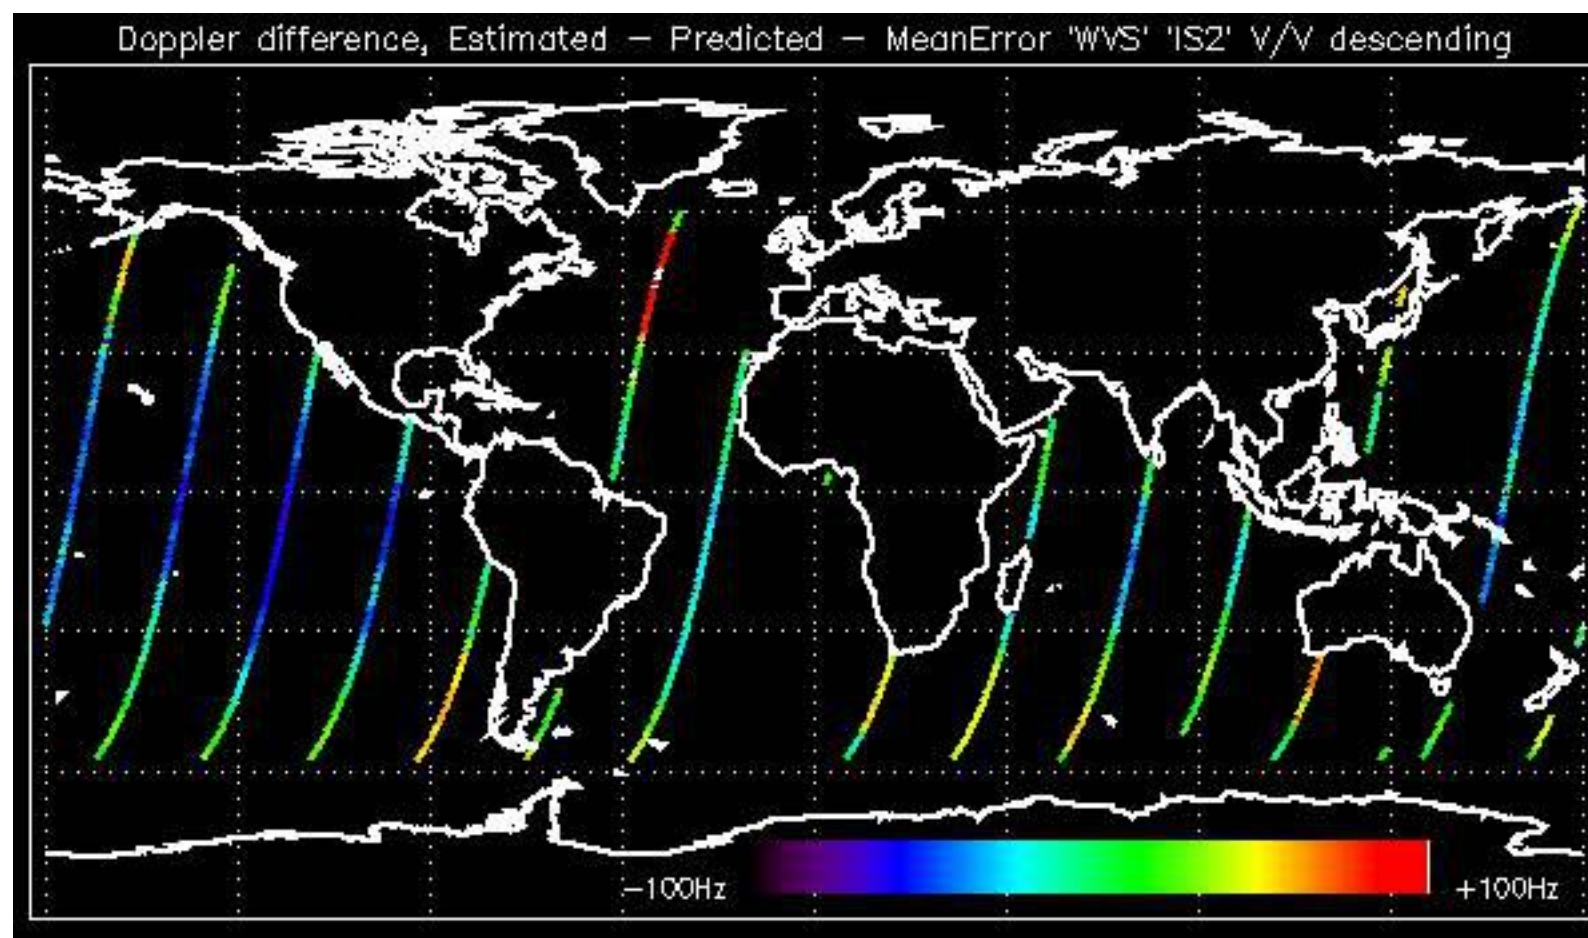 Doppler difference, Estimated – Predicted – MeanError 'WVS' 'IS2' V/V descending
−100Hz +100Hz